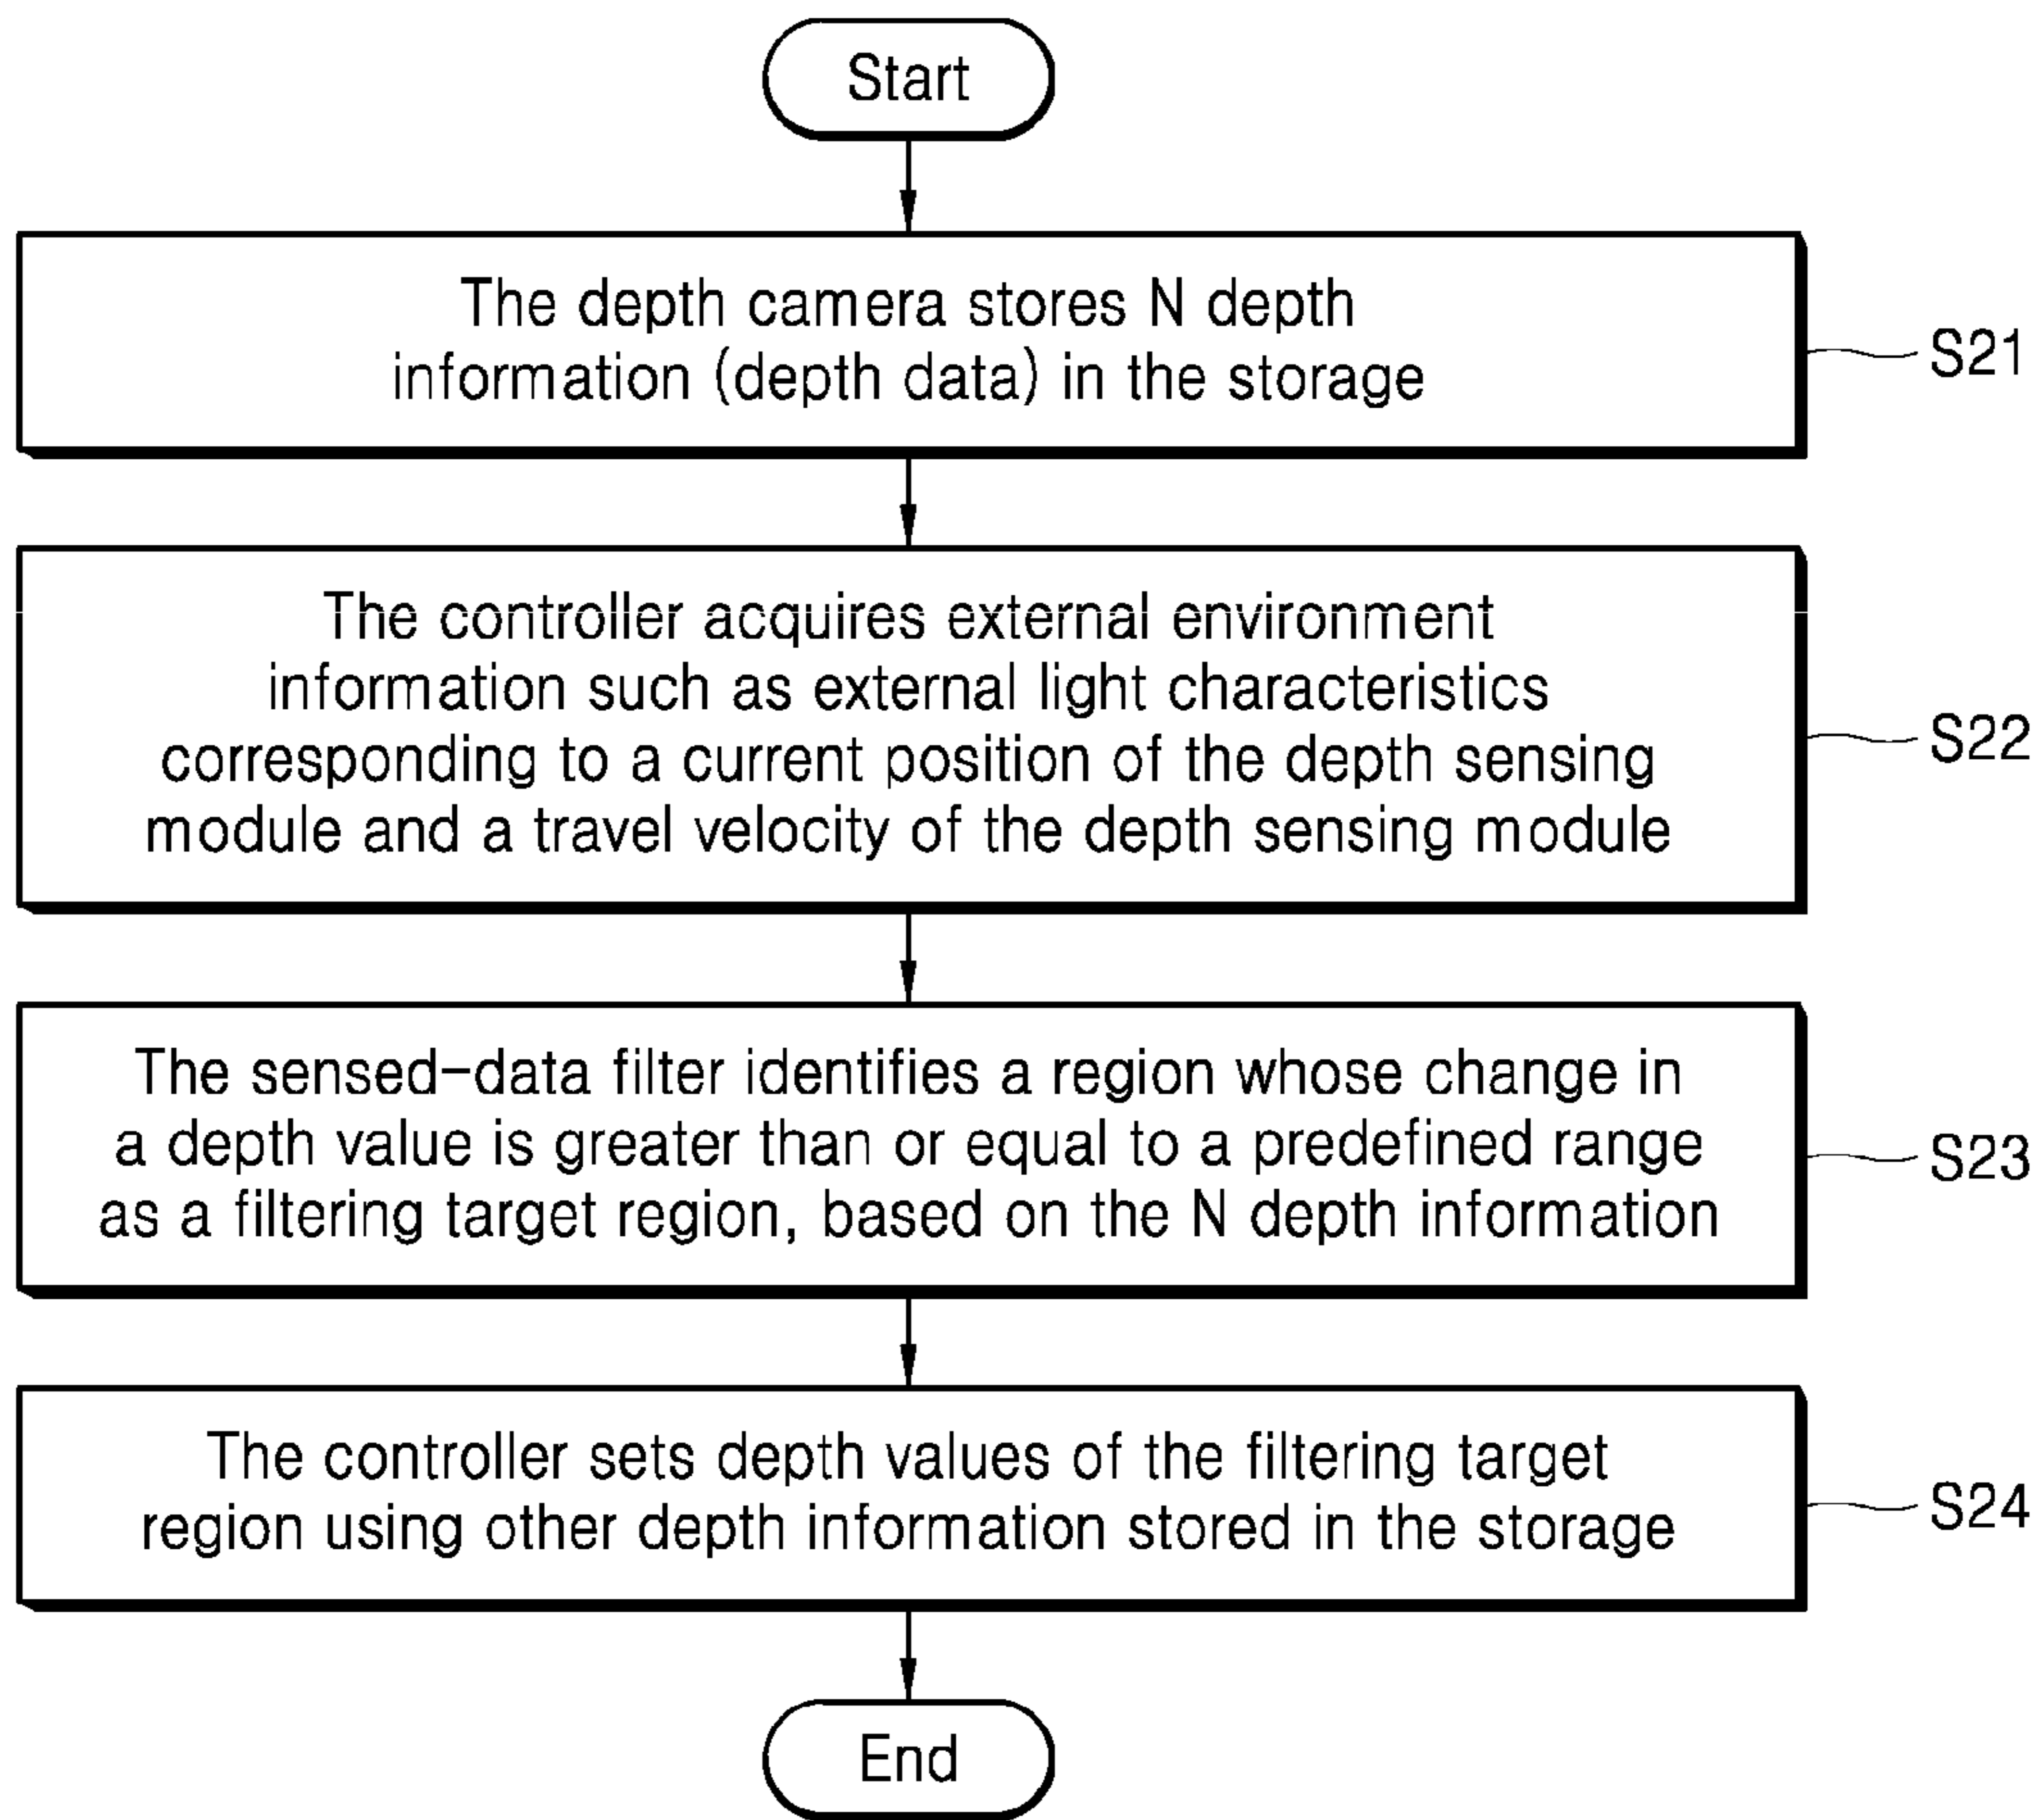 Start
The depth camera stores N depth
information (depth data) in the storage
S21
The controller acquires external environment
information such as external light characteristics
corresponding to a current position of the depth sensing
module and a travel velocity of the depth sensing module
S22
The sensed-data filter identifies a region whose change in
a depth value is greater than or equal to a predefined range
as a filtering target region, based on the N depth information
S23
The controller sets depth values of the filtering target
region using other depth information stored in the storage
S24
End